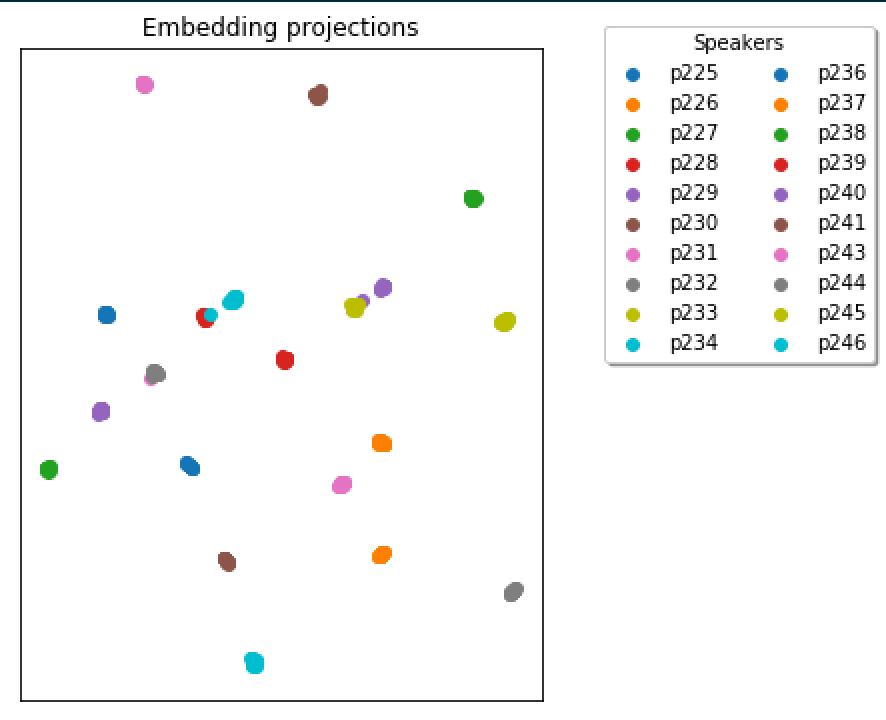 Embedding projections
Speakers
p225 p236
p226 p237
p227 p238
p228 p239
p229 p240
p230 p241
p231 p243
p232 p244
p233 p245
p234 p246